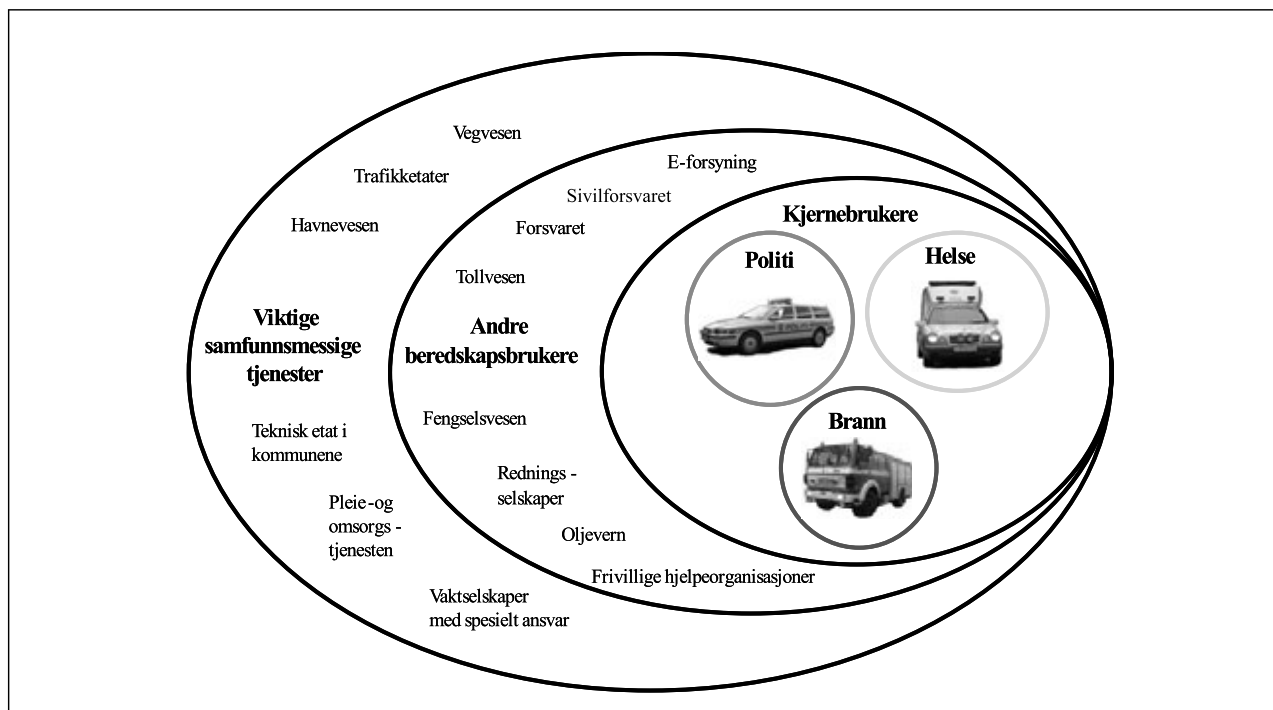 Vegvesen
Trafikketater
Havnevesen
Viktige
samfunnsmessige
tjenester
Teknisk etat i
kommunene
Pleie-og
omsorgs -
tjenesten
Vaktselskaper
med spesielt ansvar
E-forsyning
Sivilforsvaret
Forsvaret
Tollvesen
Andre
beredskapsbrukere
Fengselsvesen
Rednings -
selskaper
Oljevern
Frivillige hjelpeorganisasjoner
Kjernebrukere
Politi
POLITI
Helse
Brann